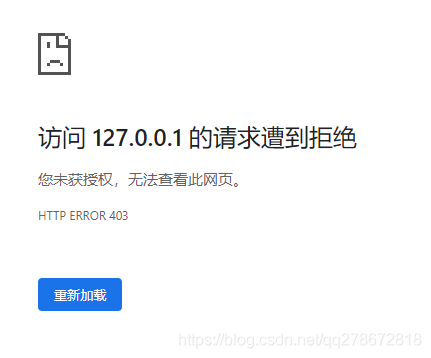 访问 127.0.0.1 的请求遭到拒绝
您未获授权，无法查看此网页。
HTTP ERROR 403
重新加载
https://blog.csdn.net/qq278672818